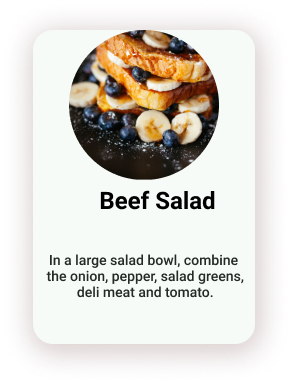 Beef Salad
In a large salad bowl, combine
the onion, pepper, salad greens,
deli meat and tomato.